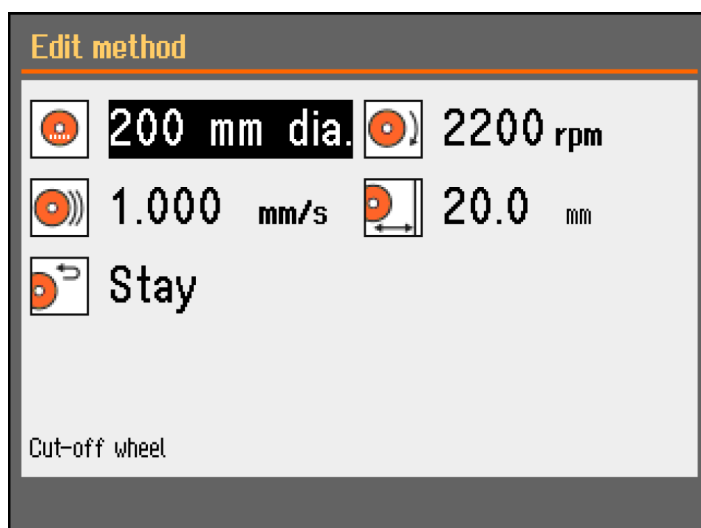 Edit method
200 mm dia. 2200 rpm
1.000 mm/s 20.0 mm
Stay
Cut-off wheel